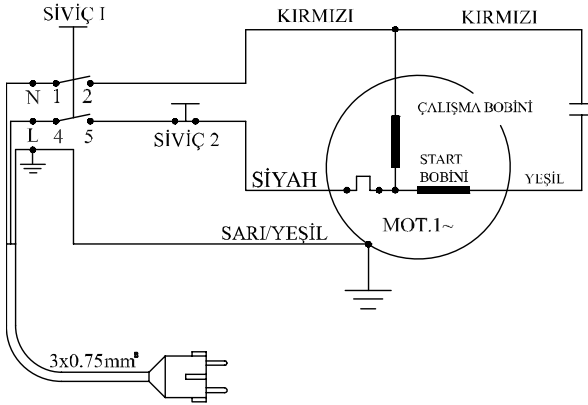 SİVİÇ I
KIRMIZI
KIRMIZI
N 1 2
ÇALIŞMA BOBİNİ
L 4 5
SİVİÇ 2
START
BOBİNİ
SİYAH
YEŞİL
MOT.1~
SARI/YEŞİL
3x0.75mm²